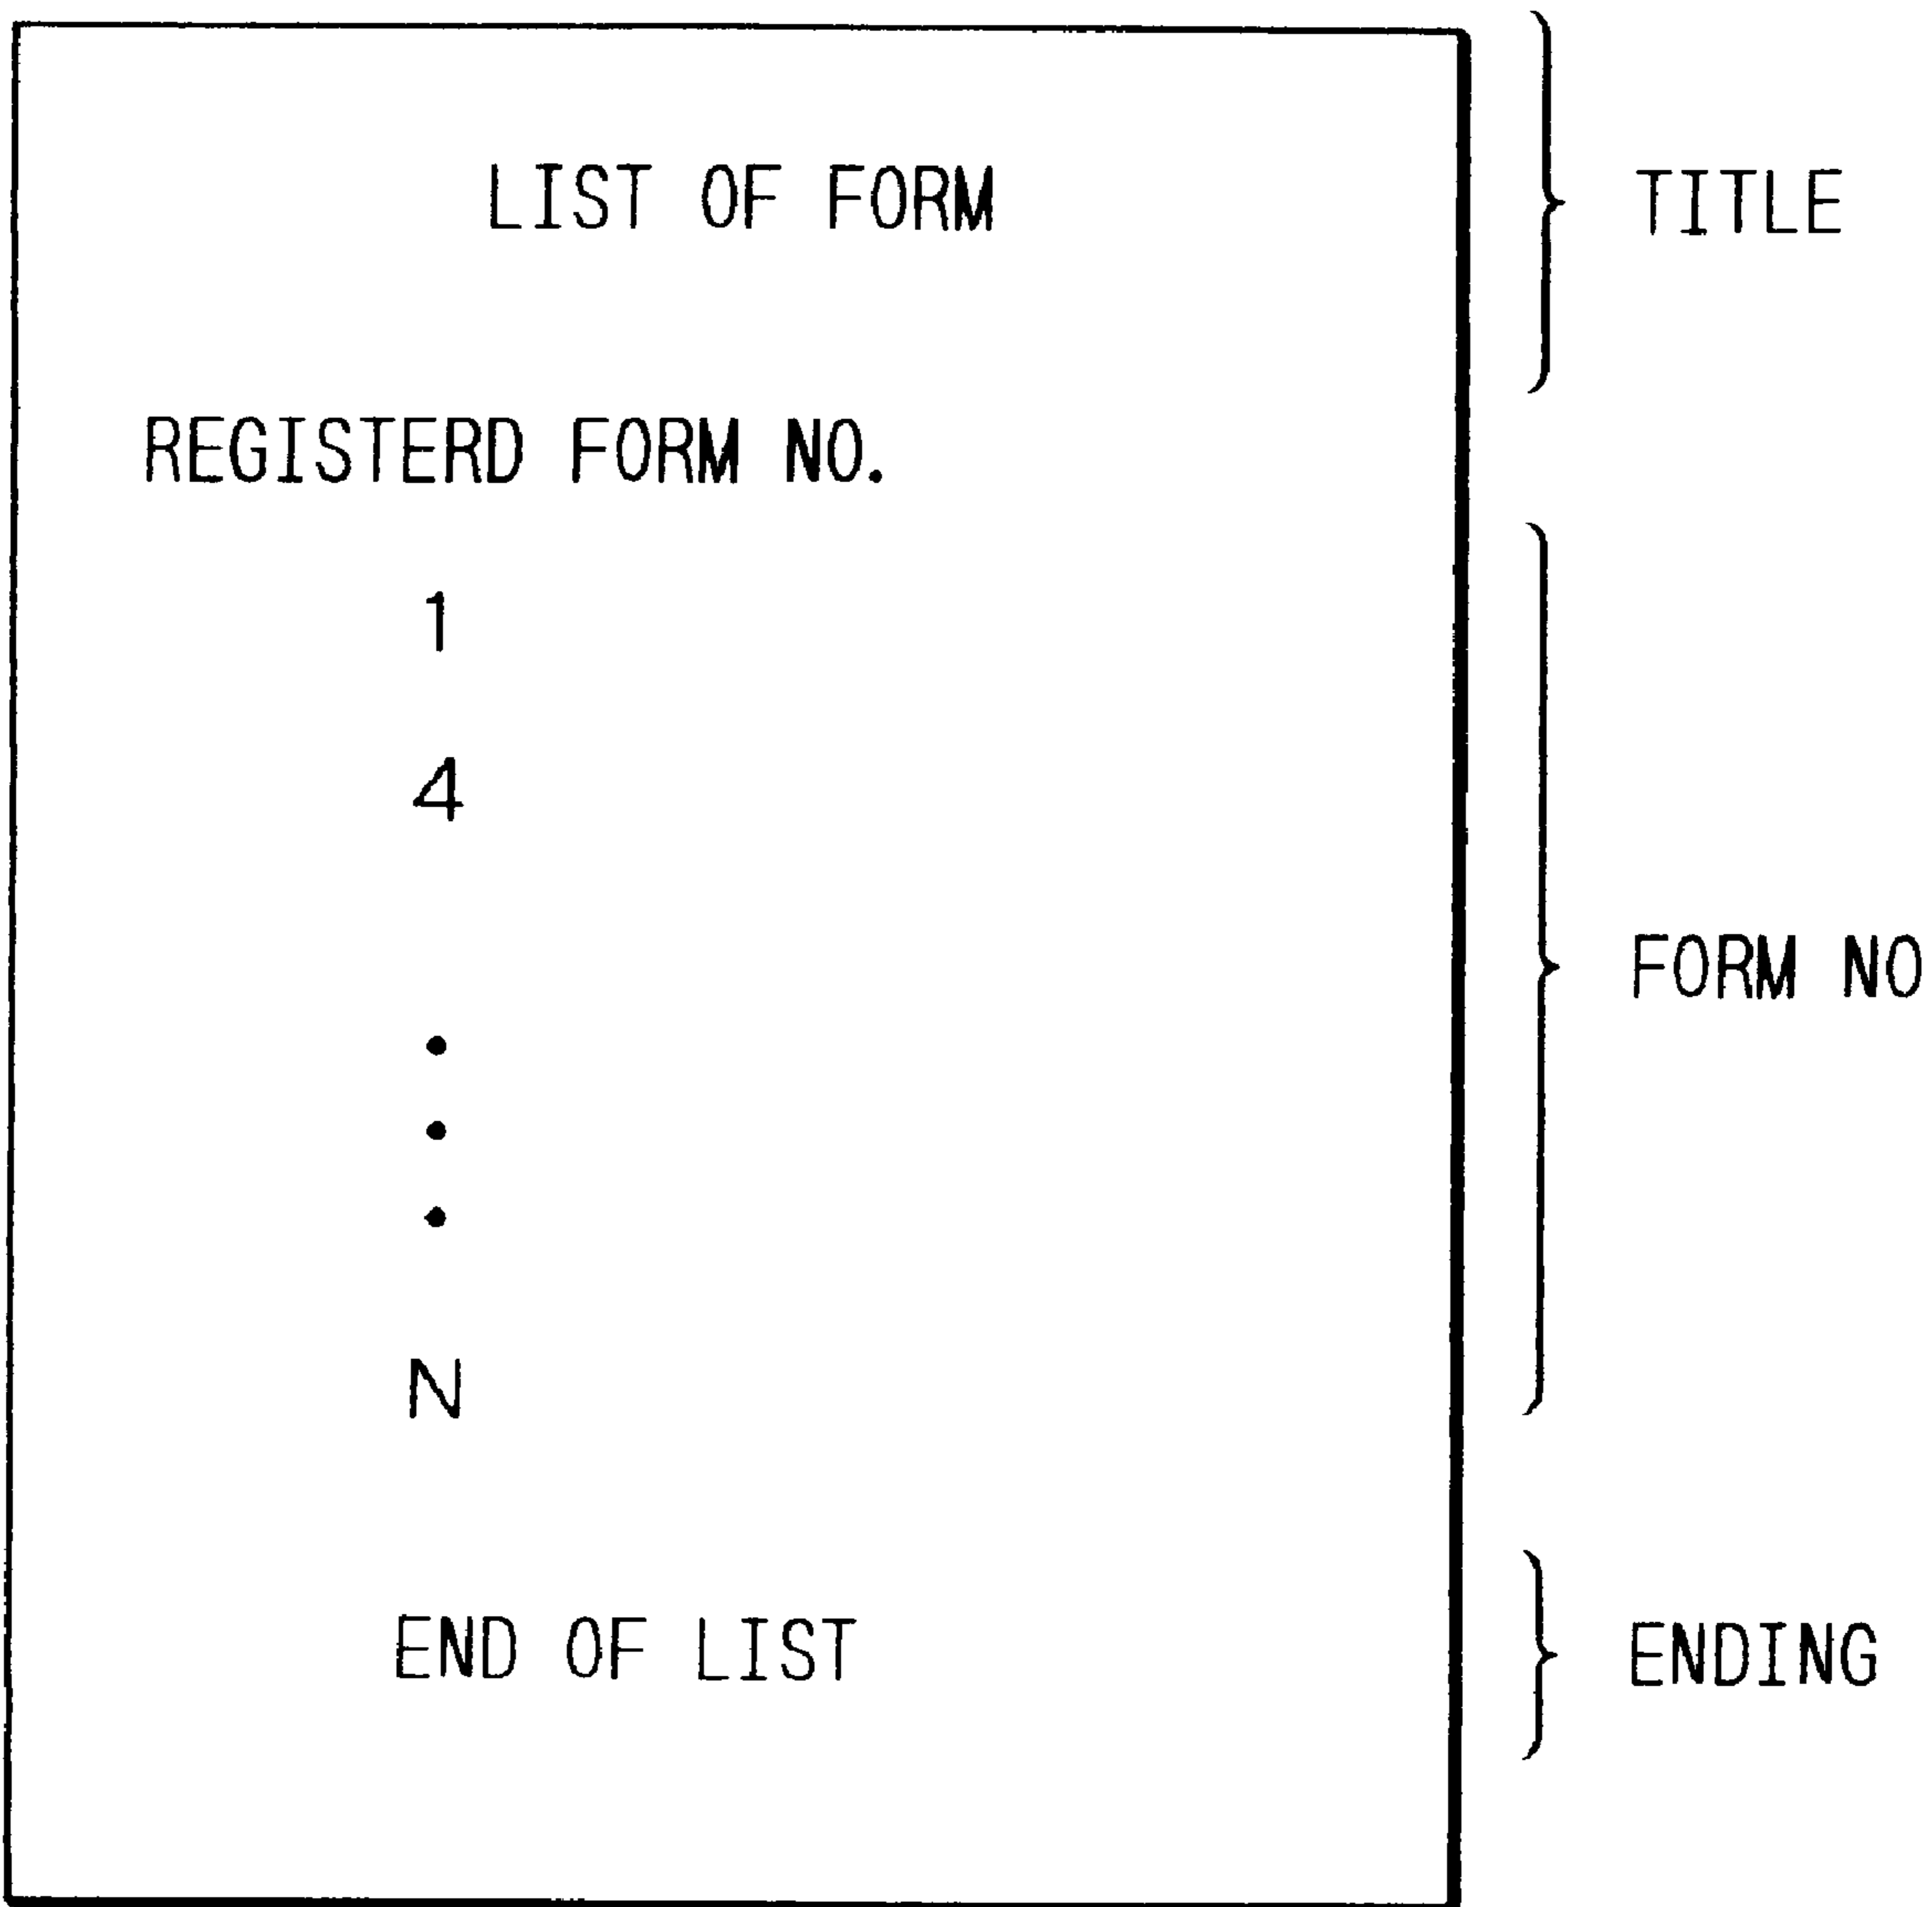 LIST OF FORM
TITLE
REGISTERD FORM NO.
1
4
FORM NO
N
END OF LIST
ENDING